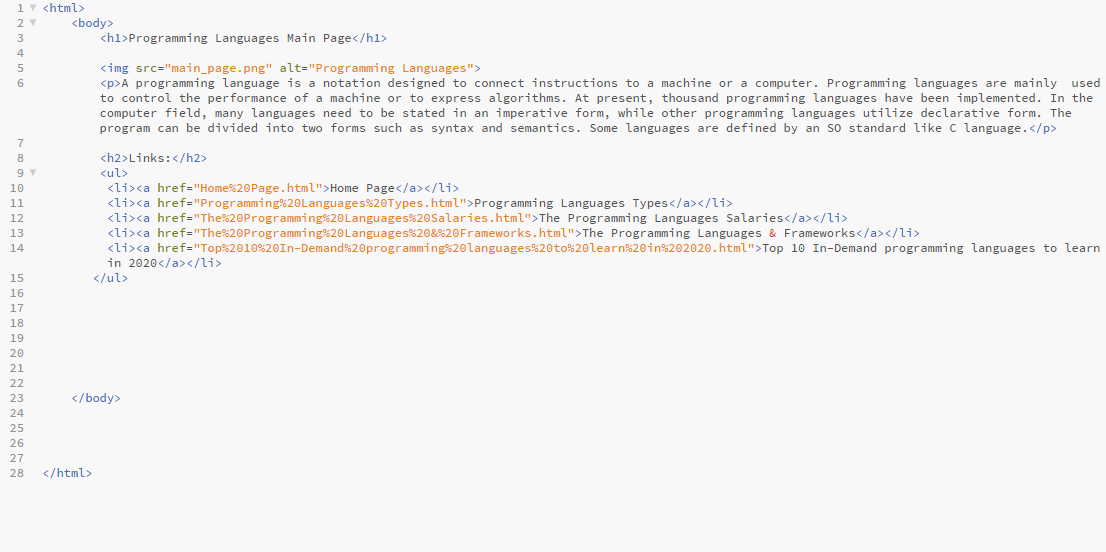 1 <html>
2 <body>
3 <h1>Programming Languages Main Page</h1>
4
5 <img src="main_page.png" alt="Programming Languages">
6 <p>A programming language is a notation designed to connect instructions to a machine or a computer. Programming languages are mainly  used
to control the performance of a machine or to express algorithms. At present, thousand programming languages have been implemented. In the
computer field, many languages need to be stated in an imperative form, while other programming languages utilize declarative form. The
program can be divided into two forms such as syntax and semantics. Some languages are defined by an SO standard like C language.</p>
7
8 <h2>Links:</h2>
9 <ul>
10 <li><a href="Home%20Page.html">Home Page</a></li>
11 <li><a href="Programming%20Languages%20Types.html">Programming Languages Types</a></li>
12 <li><a href="The%20Programming%20Languages%20Salaries.html">The Programming Languages Salaries</a></li>
13 <li><a href="The%20Programming%20Languages%20&%20Frameworks.html">The Programming Languages & Frameworks</a></li>
14 <li><a href="Top%2010%20In-Demand%20programming%20languages%20to%20learn%20in%202020.html">Top 10 In-Demand programming languages to learn
in 2020</a></li>
15 </ul>
16
17
18
19
20
21
22
23 </body>
24
25
26
27
28 </html>